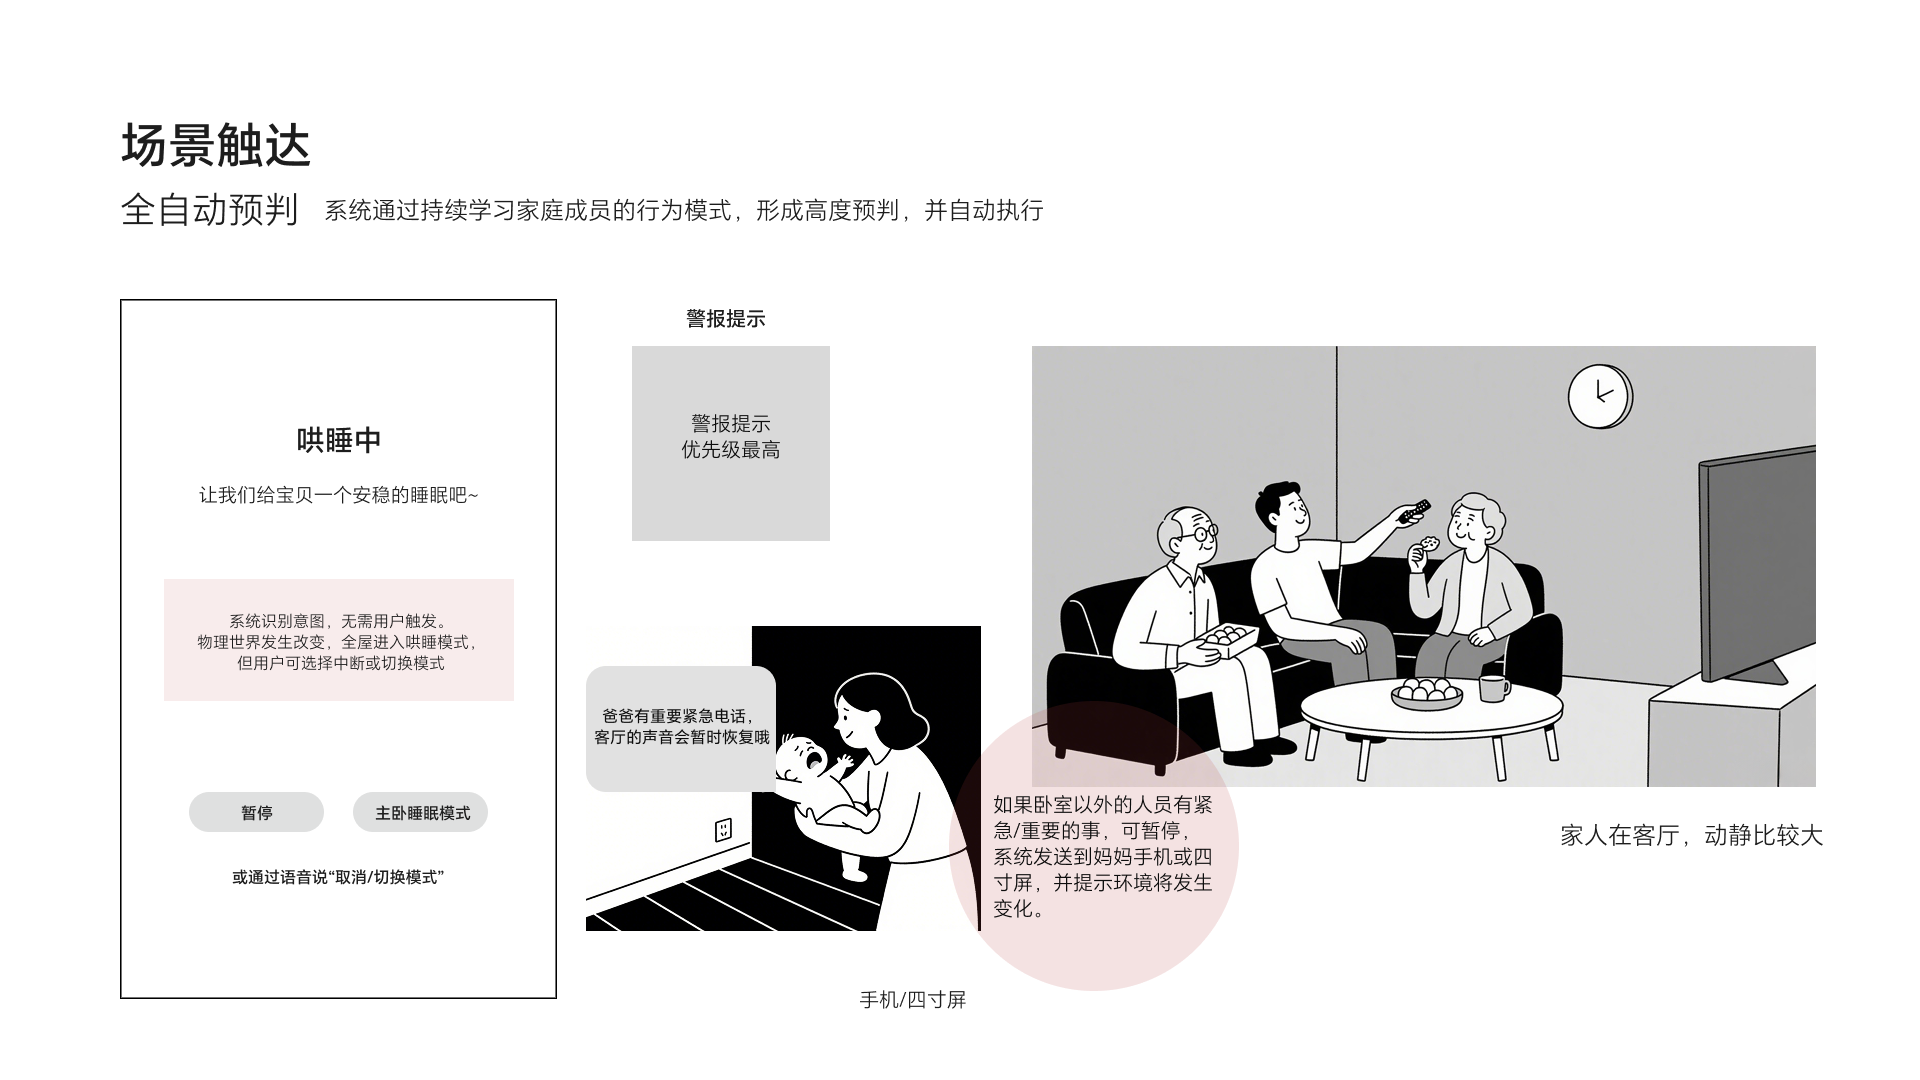 场景触达
全自动预判
系统通过持续学习家庭成员的行为模式，形成高度预判，并自动执行
哄睡中
让我们给宝贝一个安稳的睡眠吧~
系统识别意图，无需用户触发。
物理世界发生改变，全屋进入哄睡模式，
但用户可选择中断或切换模式
暂停
主卧睡眠模式
或通过语音说“取消/切换模式”
警报提示
警报提示
优先级最高
爸爸有重要紧急电话，
客厅的声音会暂时恢复哦
手机/四寸屏
如果卧室以外的人员有紧
急/重要的事，可暂停，
系统发送到妈妈手机或四
寸屏，并提示环境将发生
变化。
家人在客厅，动静比较大